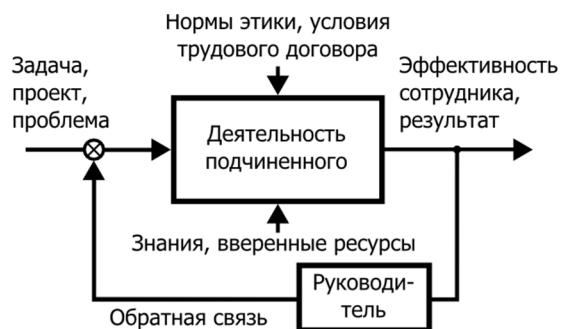 Нормы этики, условия
трудового договора
Задача,
проект,
проблема
Эффективность
сотрудника,
результат
Деятельность
подчиненного
Знания, вверенные ресурсы
Руководи-
тель
Обратная связь